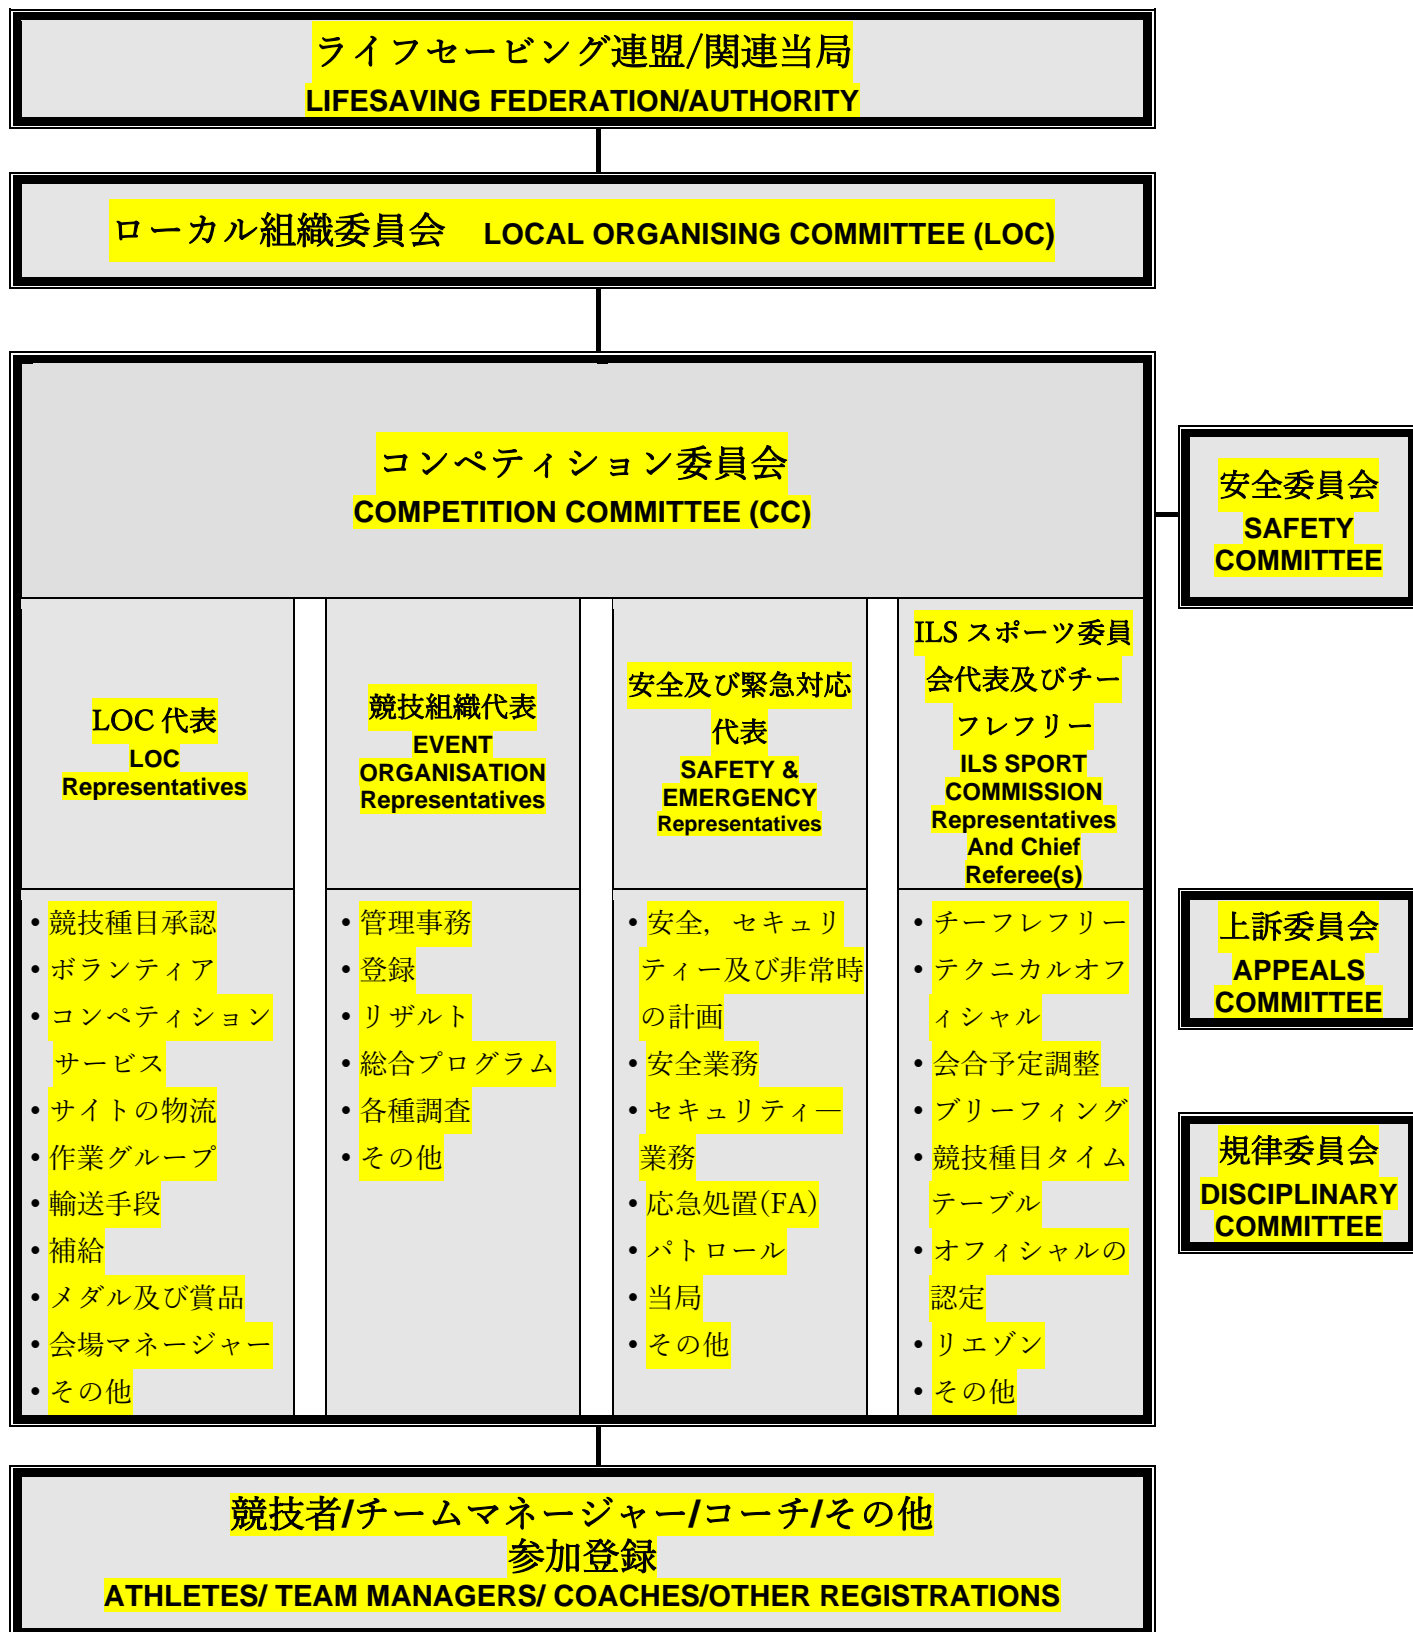 ライフセービング連盟/関連当局
LIFESAVING FEDERATION/AUTHORITY
ローカル組織委員会　LOCAL ORGANISING COMMITTEE (LOC)
コンペティション委員会
COMPETITION COMMITTEE (CC)
安全委員会
SAFETY
COMMITTEE
LOC 代表
LOC
Representatives
競技組織代表
EVENT
ORGANISATION
Representatives
安全及び緊急対応
代表
SAFETY &
EMERGENCY
Representatives
ILS スポーツ委員
会代表及びチー
フレフリー
ILS SPORT
COMMISSION
Representatives
And Chief
Referee(s)
• 競技種目承認
• ボランティア
• コンペティション
サービス
• サイトの物流
• 作業グループ
• 輸送手段
• 補給
• メダル及び賞品
• 会場マネージャー
• その他
• 管理事務
• 登録
• リザルト
• 総合プログラム
• 各種調査
• その他
• 安全，セキュリ
ティー及び非常時
の計画
• 安全業務
• セキュリティ―
業務
• 応急処置(FA)
• パトロール
• 当局
• その他
• チーフレフリー
• テクニカルオフ
ィシャル
• 会合予定調整
• ブリーフィング
• 競技種目タイム
テーブル
• オフィシャルの
認定
• リエゾン
• その他
上訴委員会
APPEALS
COMMITTEE
規律委員会
DISCIPLINARY
COMMITTEE
競技者/チームマネージャー/コーチ/その他
参加登録
ATHLETES/ TEAM MANAGERS/ COACHES/OTHER REGISTRATIONS